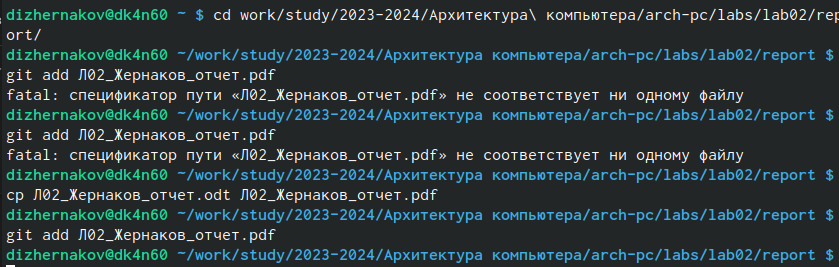 dizhernakov@dk4n60 ~ $ cd work/study/2023-2024/Архитектура\ компьютера/arch-pc/labs/lab02/rep
ort/
dizhernakov@dk4n60 ~/work/study/2023-2024/Архитектура компьютера/arch-pc/labs/lab02/report $
git add Л02_Жернаков_отчет.pdf
fatal: спецификатор пути «Л02_Жернаков_отчет.pdf» не соответствует ни одному файлу
dizhernakov@dk4n60 ~/work/study/2023-2024/Архитектура компьютера/arch-pc/labs/lab02/report $
git add Л02_Жернаков_отчет.pdf
fatal: спецификатор пути «Л02_Жернаков_отчет.pdf» не соответствует ни одному файлу
dizhernakov@dk4n60 ~/work/study/2023-2024/Архитектура компьютера/arch-pc/labs/lab02/report $
cp Л02_Жернаков_отчет.odt Л02_Жернаков_отчет.pdf
dizhernakov@dk4n60 ~/work/study/2023-2024/Архитектура компьютера/arch-pc/labs/lab02/report $
git add Л02_Жернаков_отчет.pdf
dizhernakov@dk4n60 ~/work/study/2023-2024/Архитектура компьютера/arch-pc/labs/lab02/report $